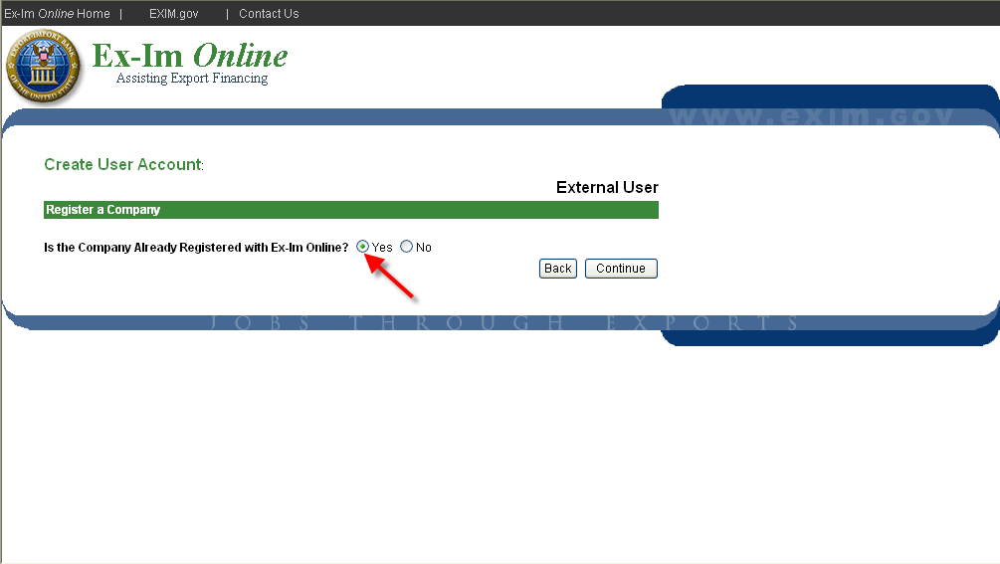 Ex-Im Online Home | EXIM.gov | Contact Us
EXPORT-IMPORT BANK
OF THE UNITED STATES
Ex-Im Online
Assisting Export Financing
www.exim.gov
Create User Account:
External User
Register a Company
Is the Company Already Registered with Ex-Im Online? Yes No
Back Continue
JOBS THROUGH EXPORTS